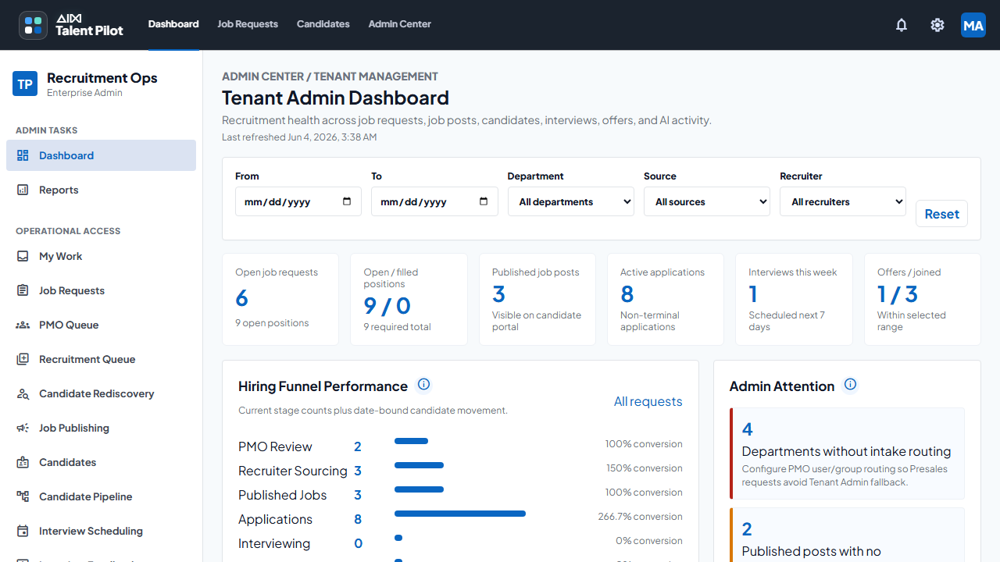 AIM
Talent Pilot
Dashboard
Job Requests
Candidates
Admin Center
MA
TP
Recruitment Ops
Enterprise Admin
ADMIN TASKS
Dashboard
Reports
OPERATIONAL ACCESS
My Work
Job Requests
PMO Queue
Recruitment Queue
Candidate Rediscovery
Job Publishing
Candidates
Candidate Pipeline
Interview Scheduling
ADMIN CENTER / TENANT MANAGEMENT
Tenant Admin Dashboard
Recruitment health across job requests, job posts, candidates, interviews, offers, and AI activity.
Last refreshed Jun 4, 2026, 3:38 AM
From
To
Department
Source
Recruiter
mm/dd/yyyy
mm/dd/yyyy
All departments
All sources
All recruiters
Reset
Open job requests
6
9 open positions
Open / filled
positions
9 / 0
9 required total
Published job posts
3
Visible on candidate
portal
Active applications
8
Non-terminal
applications
Interviews this week
1
Scheduled next 7
days
Offers / joined
1 / 3
Within selected
range
Hiring Funnel Performance
Current stage counts plus date-bound candidate movement.
All requests
PMO Review 2 100% conversion
Recruiter Sourcing 3 150% conversion
Published Jobs 3 100% conversion
Applications 8 266.7% conversion
Interviewing 0 0% conversion
Admin Attention
4
Departments without intake routing
Configure PMO user/group routing so Presales
requests avoid Tenant Admin fallback.
2
Published posts with no